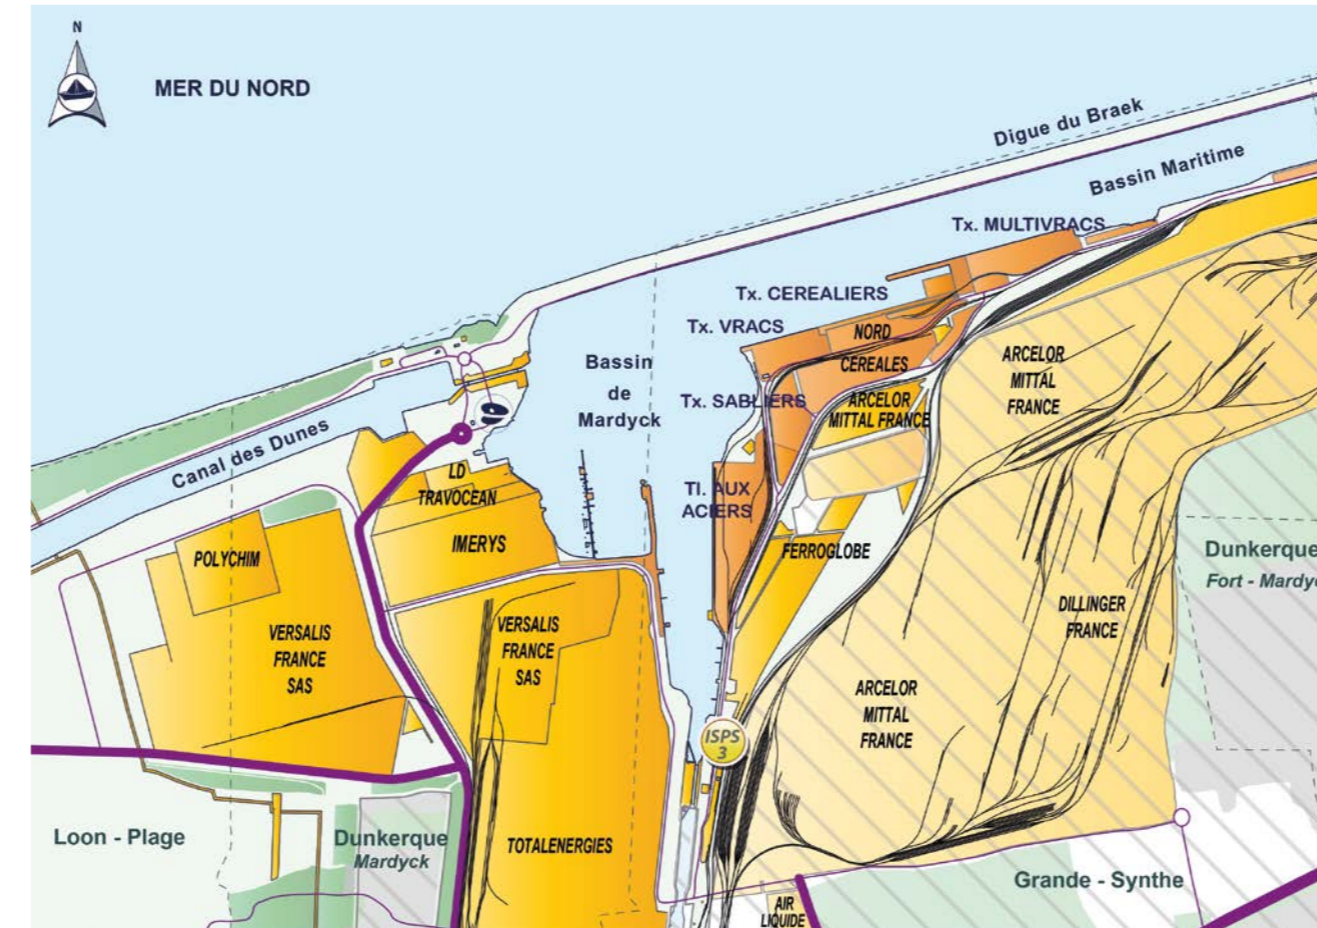 N
MER DU NORD
Digue du Braek
Bassin Maritime
Tx. MULTIVRACS
Tx. CEREALIERS
Tx. VRACS
NORD
CEREALES
Bassin
de
Mardyck
Tx. SABLIERS
ARCELOR
MITTAL FRANCE
ARCELOR
MITTAL
FRANCE
Canal des Dunes
LD
TRAVOCEAN
TI. AUX
ACIERS
IMERYS
FERROGLOBE
POLYCHIM
Dunkerque
VERSALIS
FRANCE
SAS
VERSALIS
FRANCE
SAS
DILLINGER
FRANCE
ARCELOR
MITTAL
FRANCE
ISPS
3
Loon - Plage
Dunkerque
Mardyck
TOTALENERGIES
Grande - Synthe
AIR
LIQUIDE